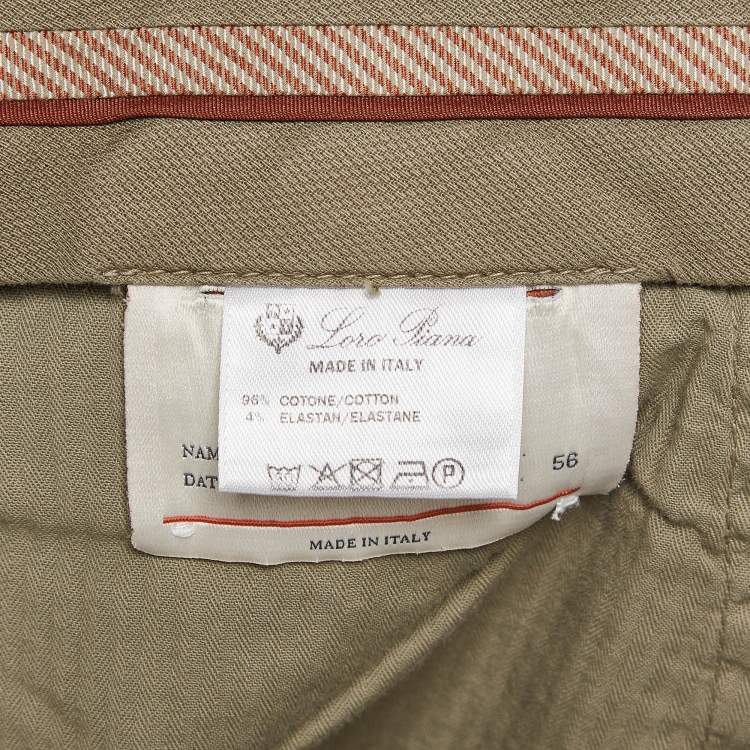 Loro Piana
MADE IN ITALY
96% COTONE/COTTON
4% ELASTAN/ELASTANE
P
NAM
DAT
56
MADE IN ITALY